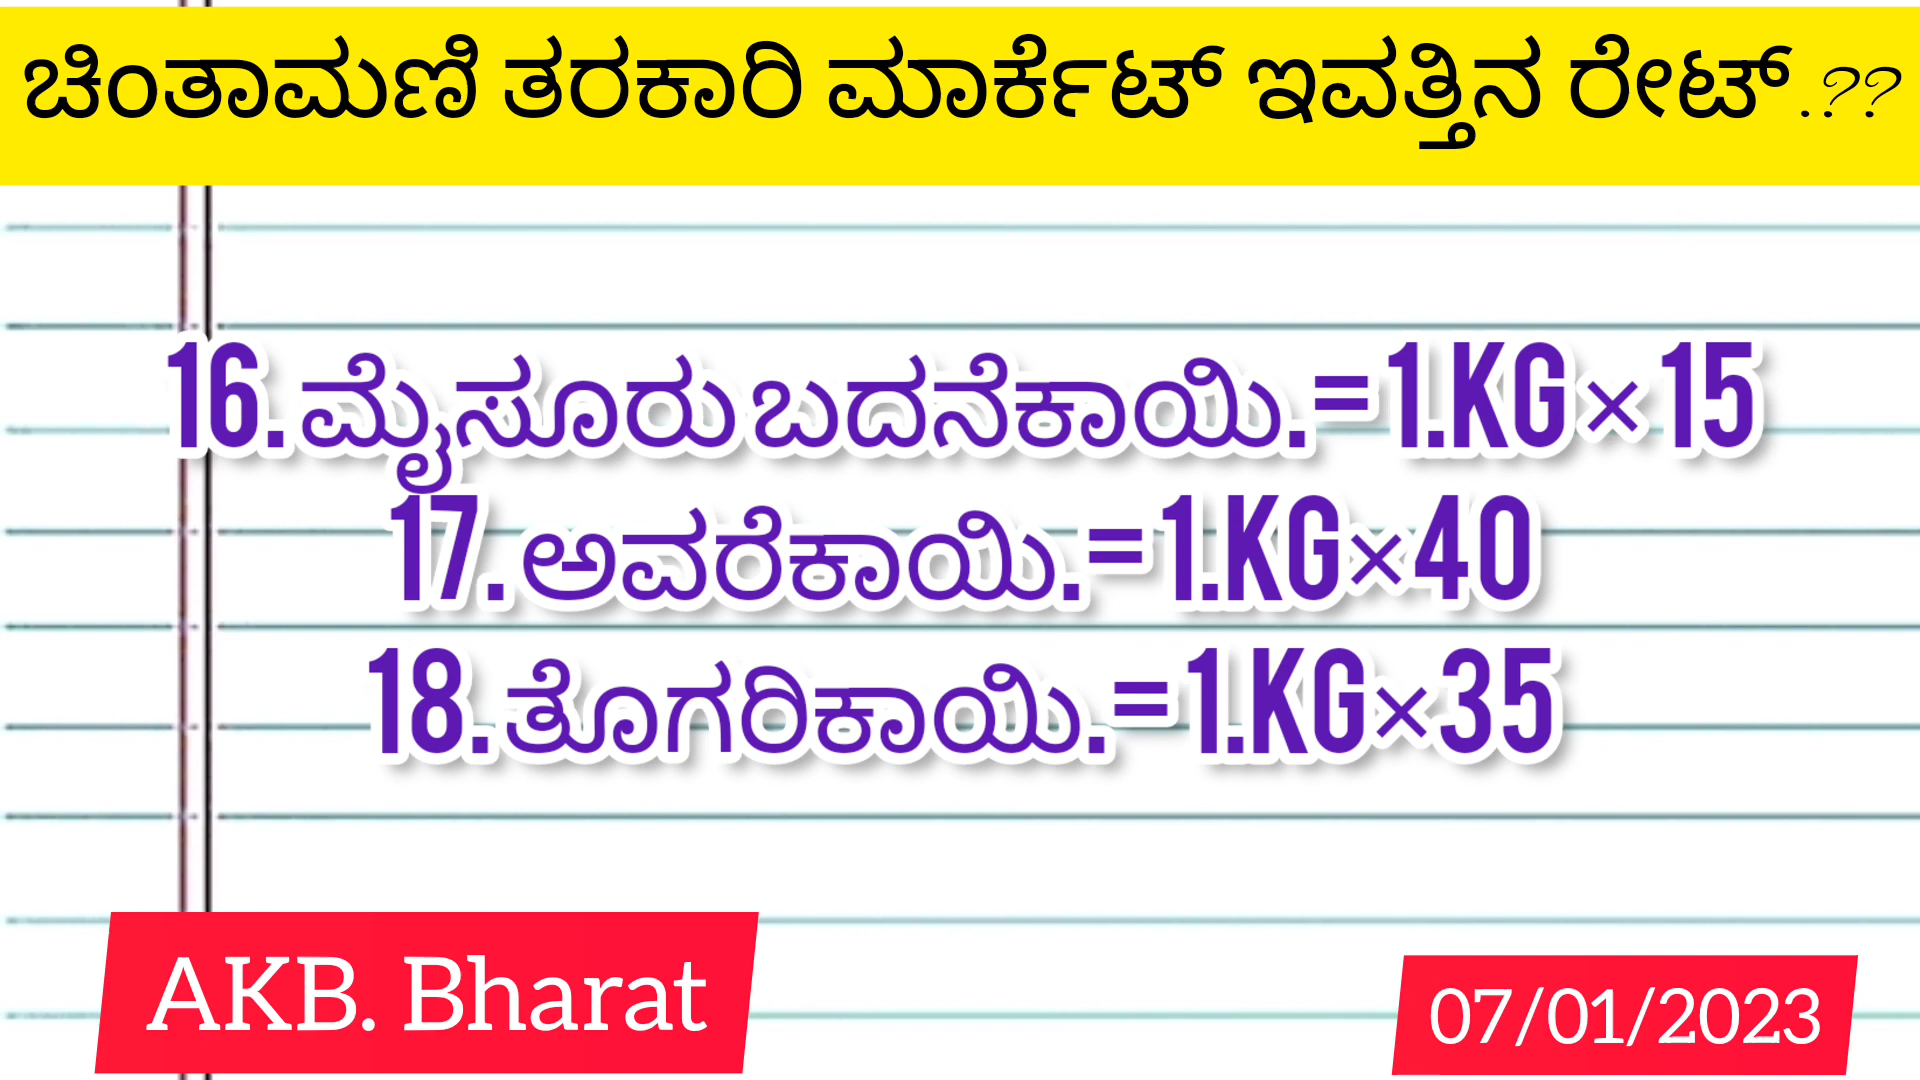 ಚಿಂತಾಮಣಿ ತರಕಾರಿ ಮಾರ್ಕೆಟ್ ಇವತ್ತಿನ ರೇಟ್.??
16.ಮೈಸೂರು ಬದನೆಕಾಯಿ.=1.KG×15
17.ಅವರೆಕಾಯಿ.=1.KG×40
18.ತೊಗರಿಕಾಯಿ.=1.KG×35
AKB. Bharat
07/01/2023